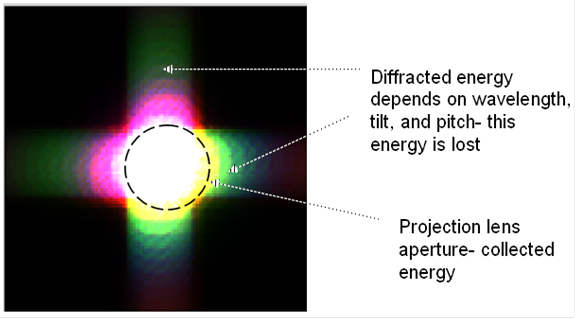 Diffracted energy
depends on wavelength,
tilt, and pitch- this
energy is lost
Projection lens
aperture- collected
energy